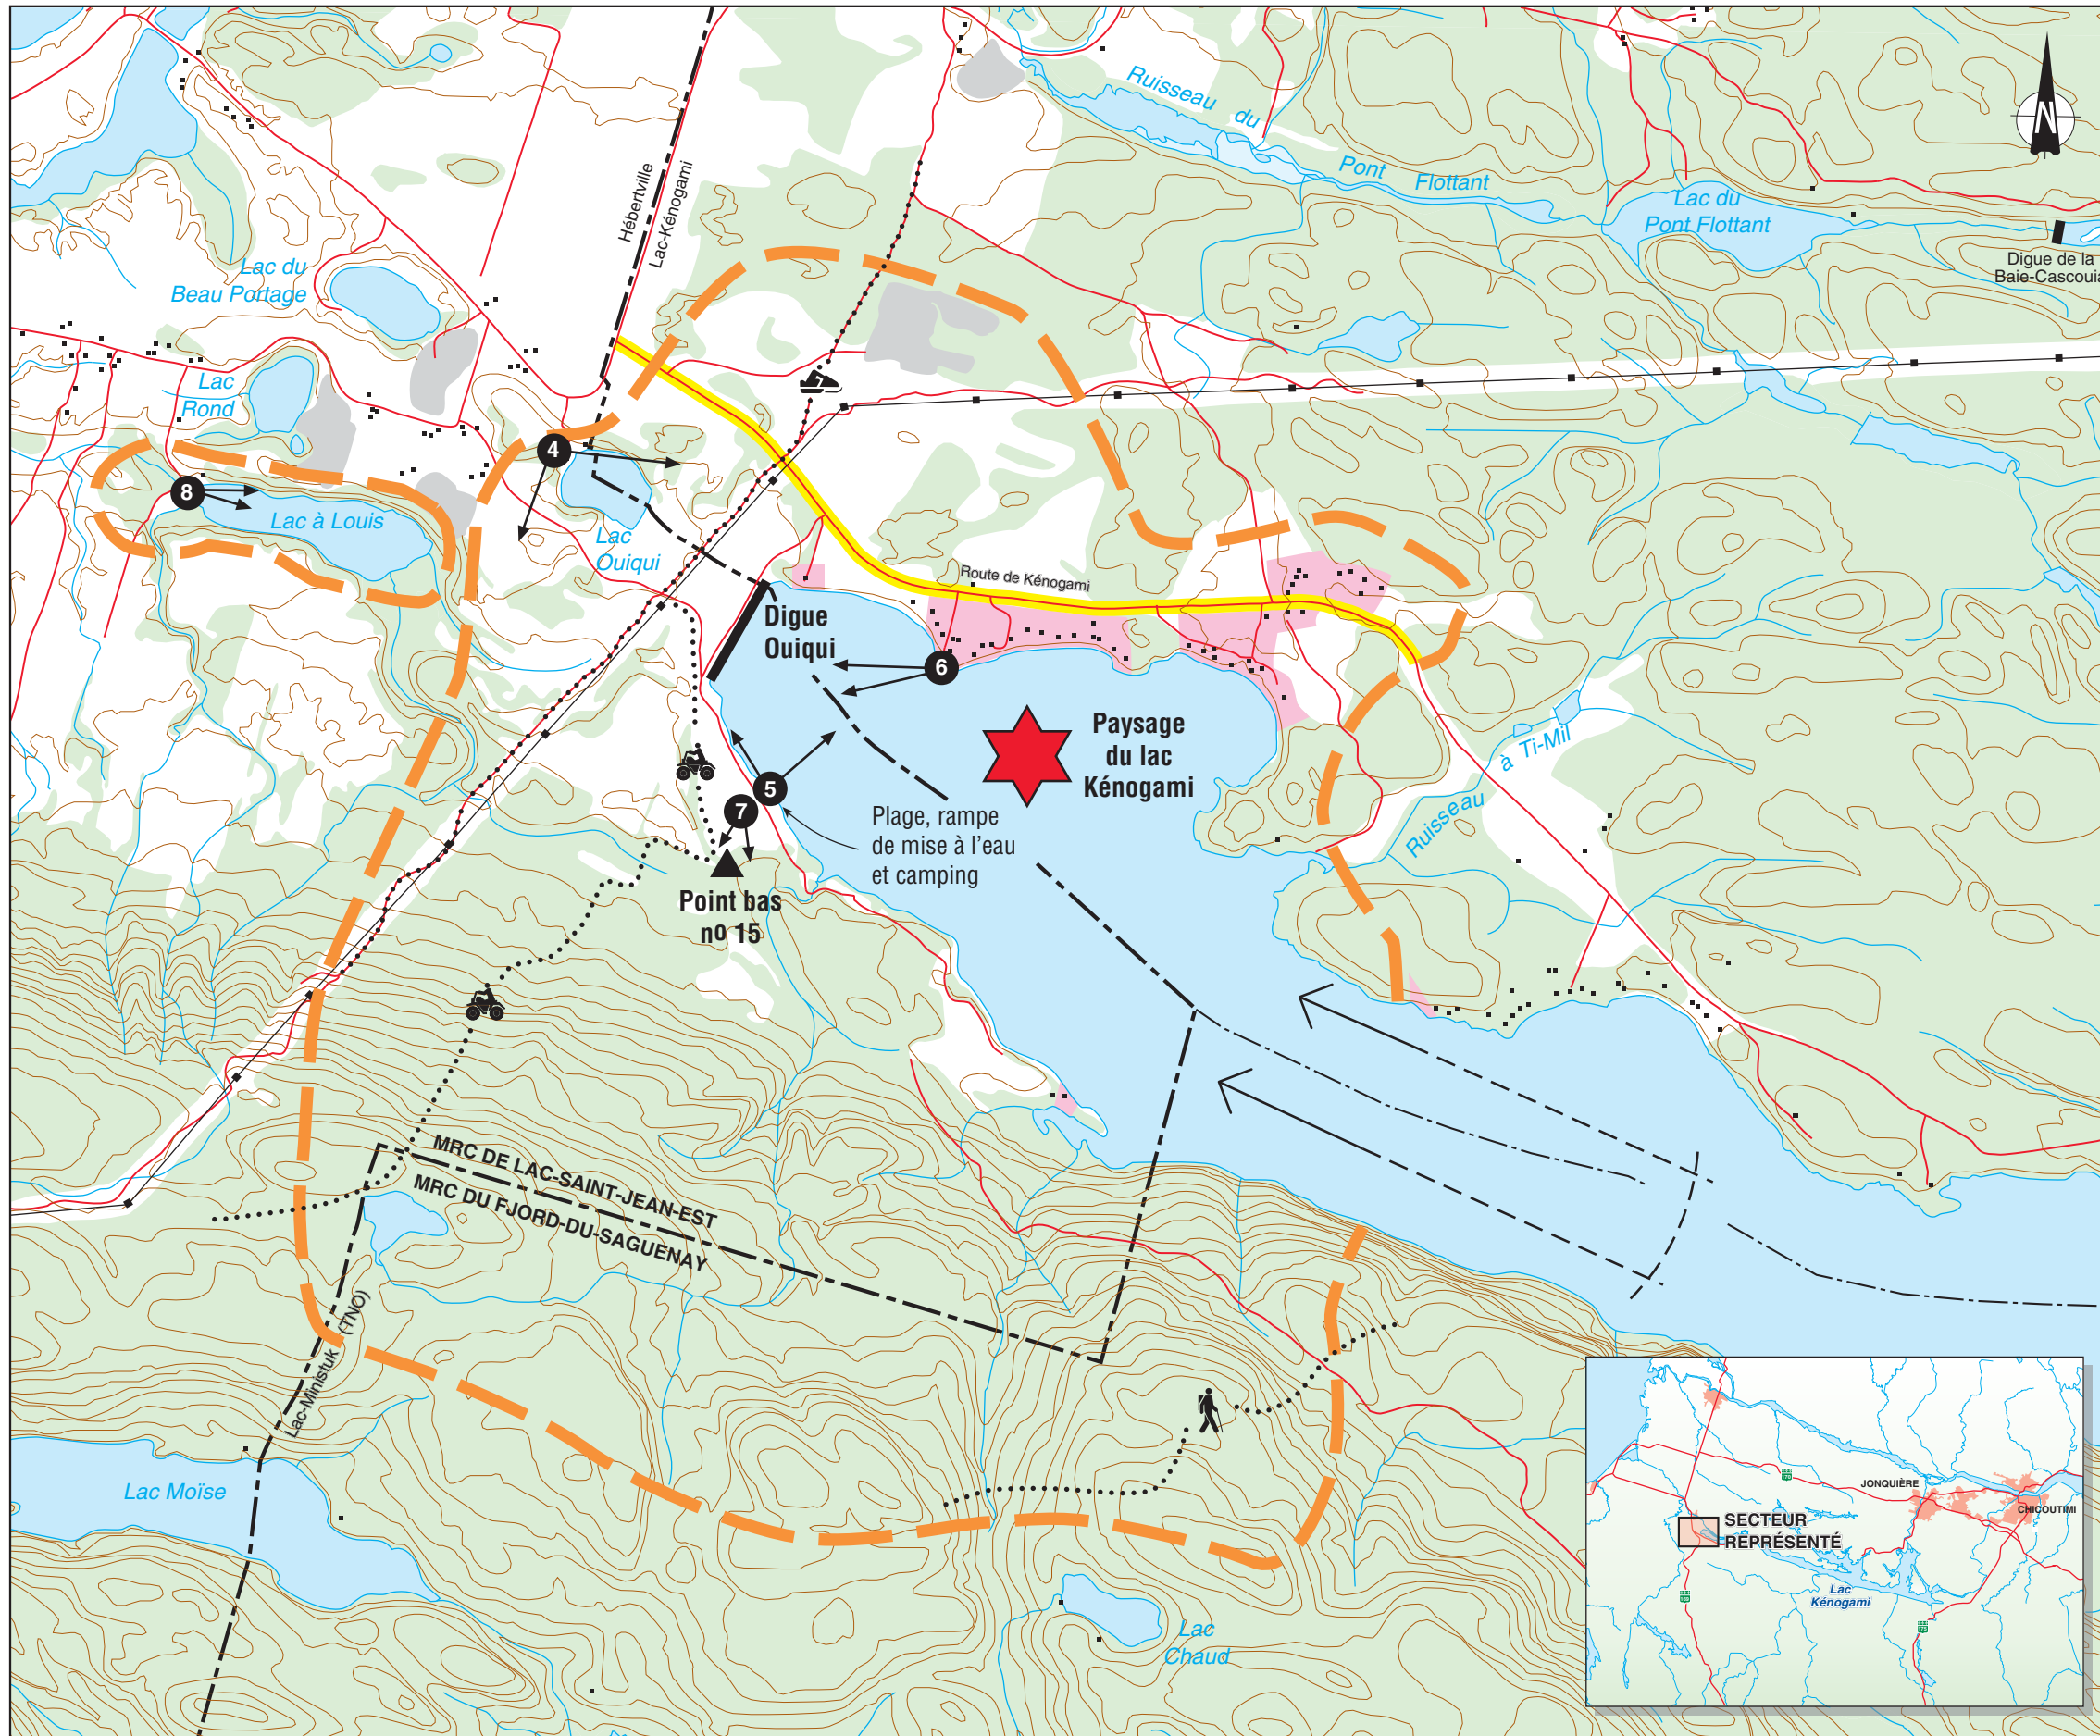 Ruisseau du
Pont Flottant
Lac du
Pont Flottant
N
Digue de la
Baie-Cascouia
Hébertville
Lac-Kénogami
Lac du
Beau Portage
Lac
Rond
4
8
Lac à Louis
Lac
Ouiqui
Route de Kénogami
Digue
Ouiqui
6
Paysage
du lac
Kénogami
à Ti-Mil
Ruisseau
5
7
Plage, rampe
de mise à l'eau
et camping
Point bas
no 15
MRC DE LAC-SAINT-JEAN-EST
MRC DU FJORD-DU-SAGUENAY
Lac-Ministuk (TNO)
Lac Moïse
Lac
Chaud
170
JONQUIÈRE
CHICOUTIMI
SECTEUR
REPRÉSENTÉ
Lac
Kénogami
169
175